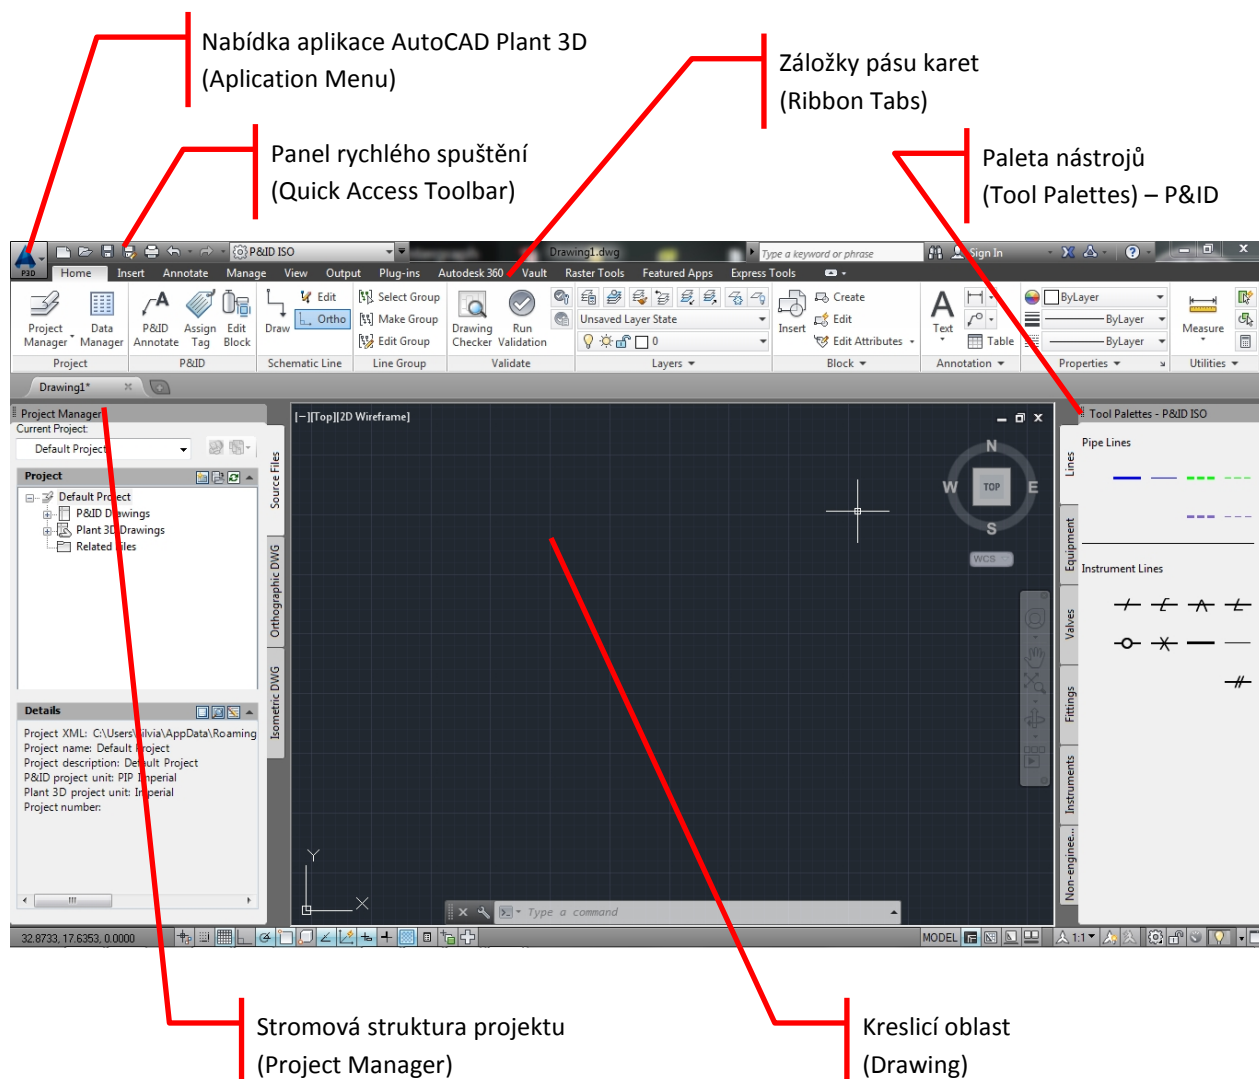 Nabídka aplikace AutoCAD Plant 3D
(Aplication Menu)
Záložky pásu karet
(Ribbon Tabs)
Panel rychlého spuštění
(Quick Access Toolbar)
Paleta nástrojů
(Tool Palettes) – P&ID
P&ID ISO
Drawing1.dwg
Type a keyword or phrase
Sign In
P3D
Home Insert Annotate Manage View Output Plug-ins Autodesk 360 Vault Raster Tools Featured Apps Express Tools
Project Manager
Data Manager
P&ID Annotate
Assign Tag
Edit Block
Draw
Edit
Ortho
Select Group
Make Group
Edit Group
Drawing Checker
Run Validation
Unsaved Layer State
0
Insert
Create
Edit
Edit Attributes
Text
Table
ByLayer
ByLayer
ByLayer
Measure
Project P&ID Schematic Line Line Group Validate Layers Block Annotation Properties Utilities
Drawing1*
Project Manager
Current Project:
Default Project
Project
Default Project
P&ID Drawings
Plant 3D Drawings
Related Files
Source Files
Orthographic DWG
Isometric DWG
Details
Project XML: C:\Users\Silvia\AppData\Roaming
Project name: Default Project
Project description: Default Project
P&ID project unit: PIP Imperial
Plant 3D project unit: Imperial
Project number:
[−][Top][2D Wireframe]
N
W TOP E
S
WCS
Y
X
Type a command
Tool Palettes - P&ID ISO
Pipe Lines
Instrument Lines
Lines
Equipment
Valves
Fittings
Instruments
Non-enginee...
32.8733, 17.6353, 0.0000
MODEL
1:1
Stromová struktura projektu
(Project Manager)
Kreslicí oblast
(Drawing)